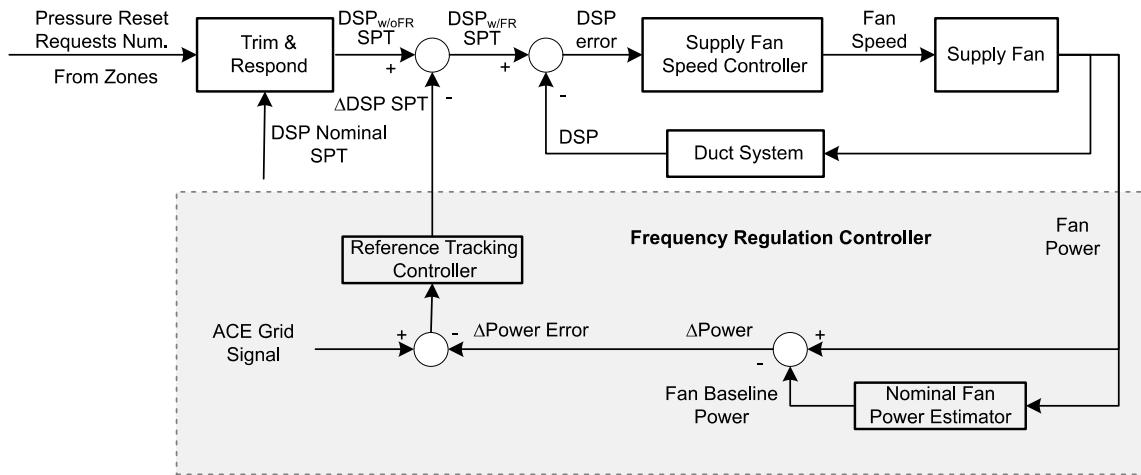 Pressure Reset
Requests Num.
From Zones
Trim &
Respond
DSP Nominal
SPT
DSPw/oFR
SPT
+
-
ΔDSP SPT
DSPw/FR
SPT
+
-
DSP
error
Supply Fan
Speed Controller
Fan
Speed
Supply Fan
DSP
Duct System
Frequency Regulation Controller
Fan
Power
Reference Tracking
Controller
ACE Grid
Signal
+
-
ΔPower Error
ΔPower
+
-
Fan Baseline
Power
Nominal Fan
Power Estimator